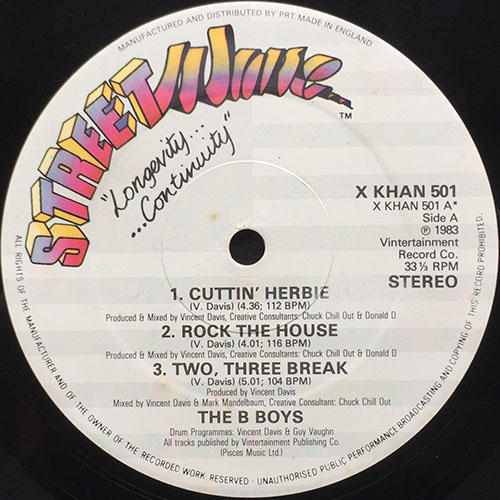 MANUFACTURED AND DISTRIBUTED BY PRT. MADE IN ENGLAND
STREETWave...
TM
"Longevity...
...Continuity"
X KHAN 501
X KHAN 501 A*
Side A
℗ 1983
Vintertainment
Record Co.
33 ⅓ RPM
STEREO
1. CUTTIN' HERBIE
(V. Davis) (4.36; 112 BPM)
Produced & Mixed by Vincent Davis, Creative Consultants: Chuck Chill Out & Donald D
2. ROCK THE HOUSE
(V. Davis) (4.01; 116 BPM)
Produced & Mixed by Vincent Davis, Creative Consultants: Chuck Chill Out & Donald D
3. TWO, THREE BREAK
(V. Davis) (5.01; 104 BPM)
Produced by Vincent Davis
Mixed by Vincent Davis & Mark Mandelbaum, Creative Consultant: Chuck Chill Out
THE B BOYS
Drum Programmes: Vincent Davis & Guy Vaughn
All tracks published by Vintertainment Publishing Co.
(Pisces Music Ltd.)
ALL RIGHTS OF THE MANUFACTURER AND OF THE OWNER OF THE RECORDED WORK RESERVED - UNAUTHORISED PUBLIC PERFORMANCE BROADCASTING AND COPYING OF THIS RECORD PROHIBITED.